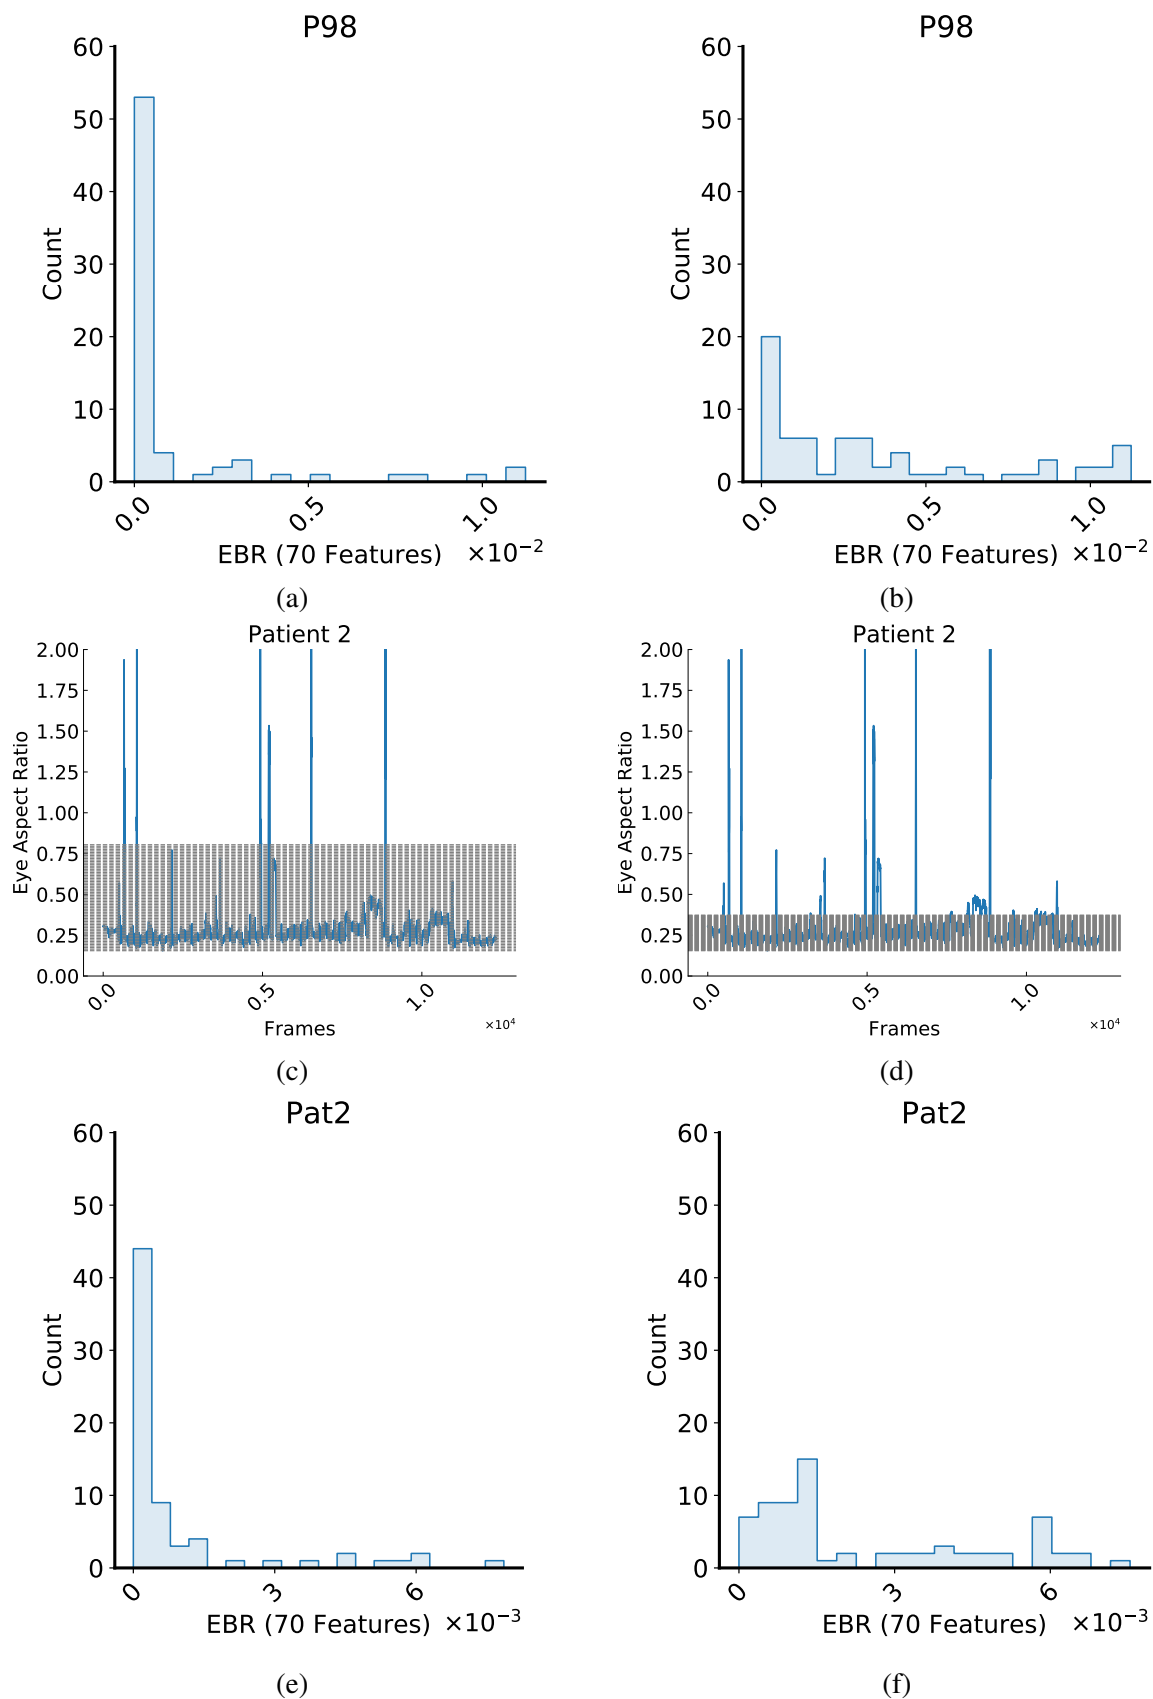 P98
60
50
40
30
20
10
0
Count
0.0 0.5 1.0
EBR (70 Features) ×10⁻²
(a)
P98
60
50
40
30
20
10
0
Count
0.0 0.5 1.0
EBR (70 Features) ×10⁻²
(b)
Patient 2
2.00
1.75
1.50
1.25
1.00
0.75
0.50
0.25
0.00
Eye Aspect Ratio
0.0 0.5 1.0
Frames ×10⁴
(c)
Patient 2
2.00
1.75
1.50
1.25
1.00
0.75
0.50
0.25
0.00
Eye Aspect Ratio
0.0 0.5 1.0
Frames ×10⁴
(d)
Pat2
60
50
40
30
20
10
0
Count
0 3 6
EBR (70 Features) ×10⁻³
(e)
Pat2
60
50
40
30
20
10
0
Count
0 3 6
EBR (70 Features) ×10⁻³
(f)